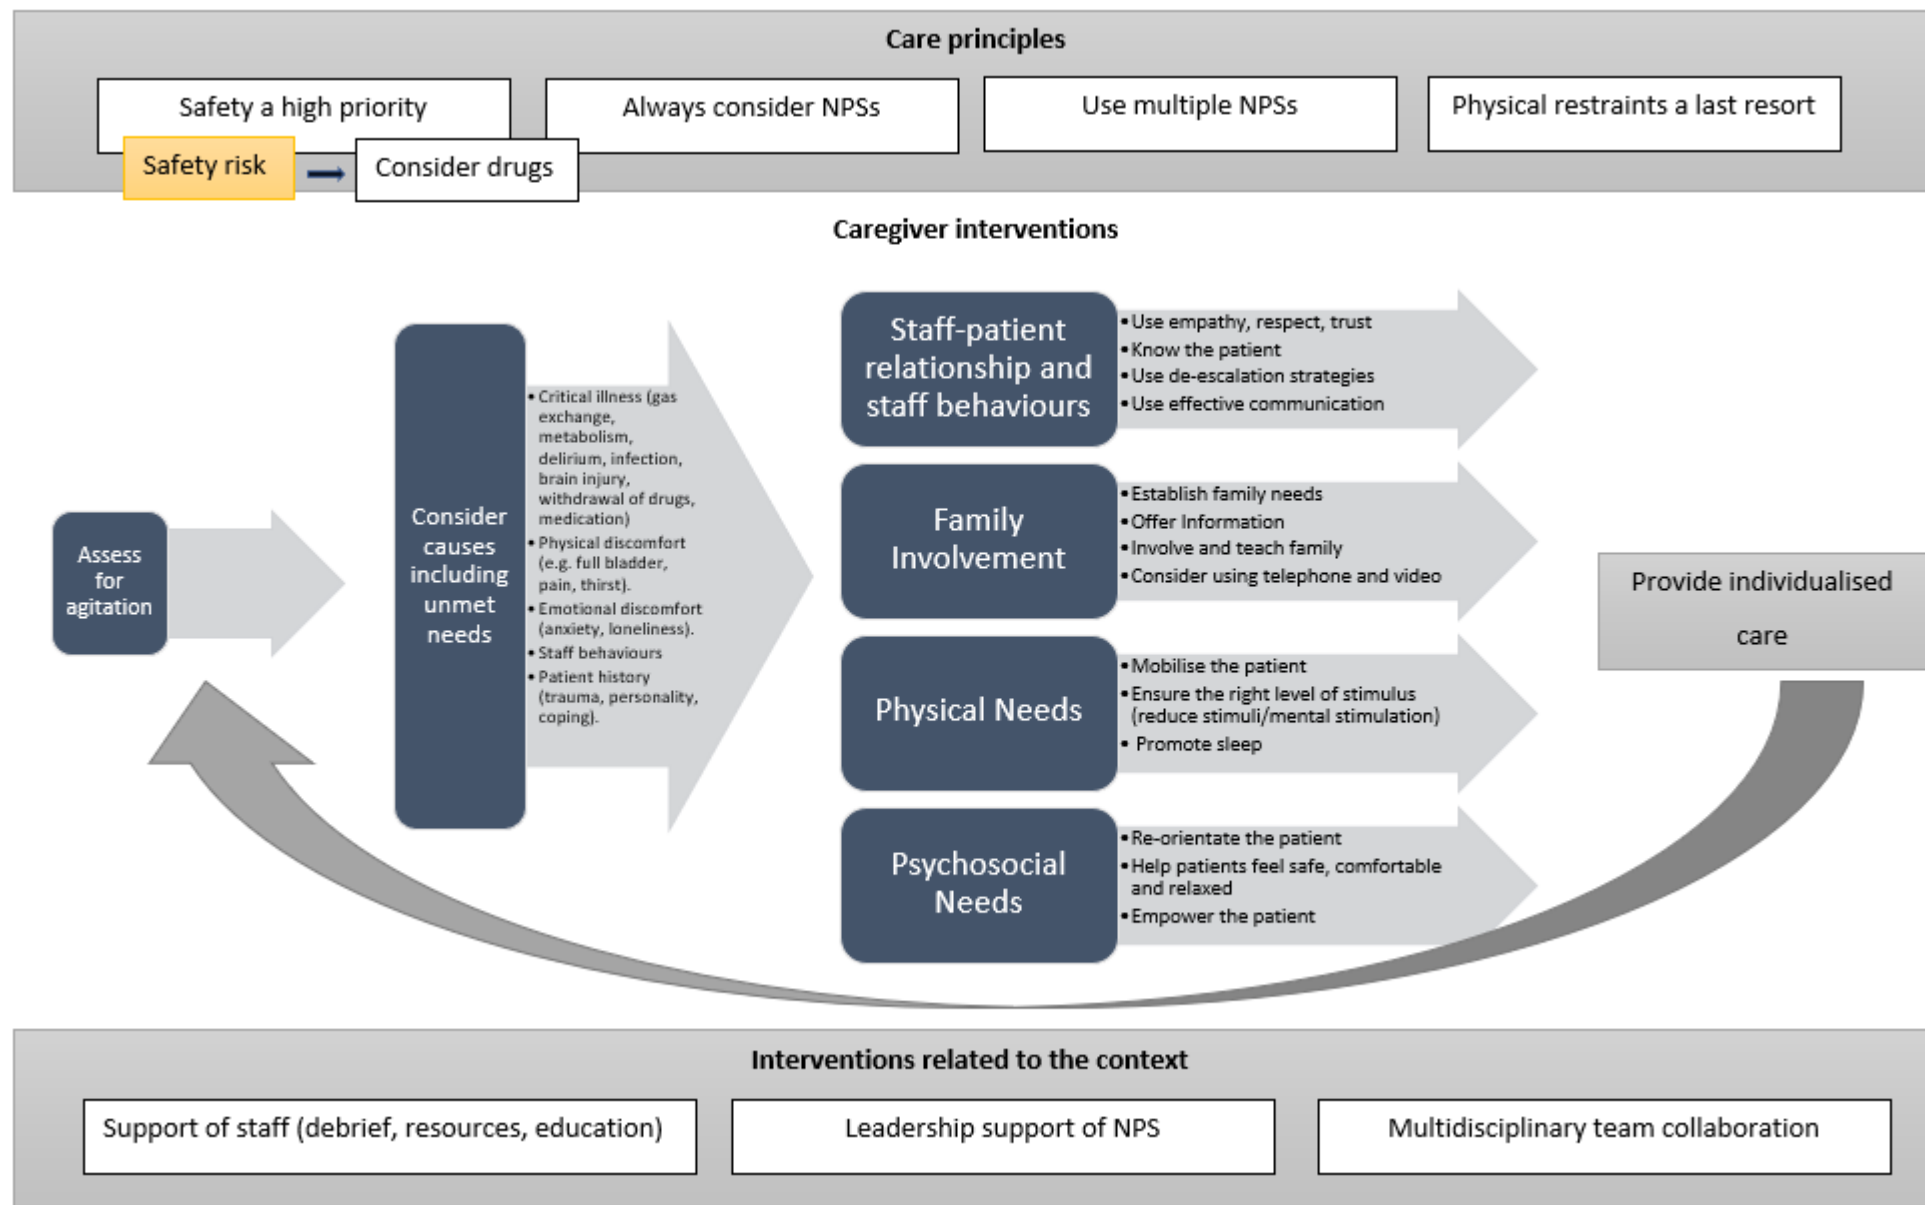 Care principles
Safety a high priority
Always consider NPSs
Use multiple NPSs
Physical restraints a last resort
Safety risk
Consider drugs
Caregiver interventions
Assess
for
agitation
Consider
causes
including
unmet
needs
• Critical illness (gas
exchange,
metabolism,
delirium, infection,
brain injury,
withdrawal of drugs,
medication)
• Physical discomfort
(e.g. full bladder,
pain, thirst).
• Emotional discomfort
(anxiety, loneliness).
• Staff behaviours
• Patient history
(trauma, personality,
coping).
Staff-patient
relationship and
staff behaviours
• Use empathy, respect, trust
• Know the patient
• Use de-escalation strategies
• Use effective communication
Family
Involvement
• Establish family needs
• Offer Information
• Involve and teach family
• Consider using telephone and video
Physical Needs
• Mobilise the patient
• Ensure the right level of stimulus
(reduce stimuli/mental stimulation)
• Promote sleep
Psychosocial
Needs
• Re-orientate the patient
• Help patients feel safe, comfortable
and relaxed
• Empower the patient
Provide individualised
care
Interventions related to the context
Support of staff (debrief, resources, education)
Leadership support of NPS
Multidisciplinary team collaboration